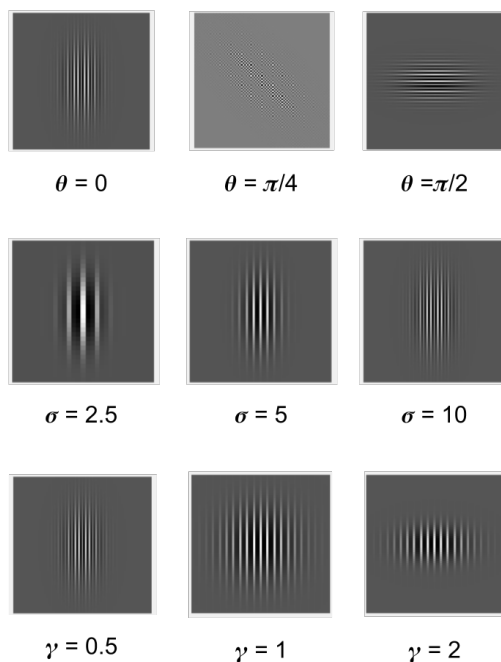 θ = 0
θ = π/4
θ =π/2
σ = 2.5
σ = 5
σ = 10
γ = 0.5
γ = 1
γ = 2